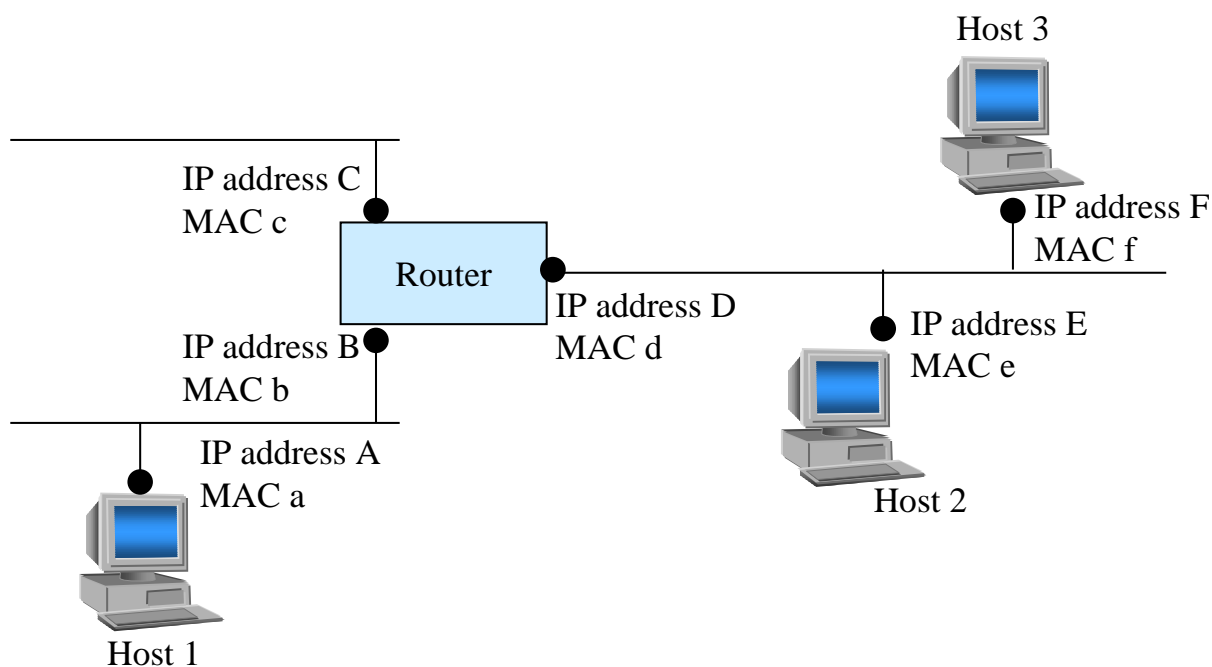 Host 3
IP address C
MAC c
IP address F
MAC f
Router
IP address D
MAC d
IP address E
MAC e
IP address B
MAC b
IP address A
MAC a
Host 2
Host 1